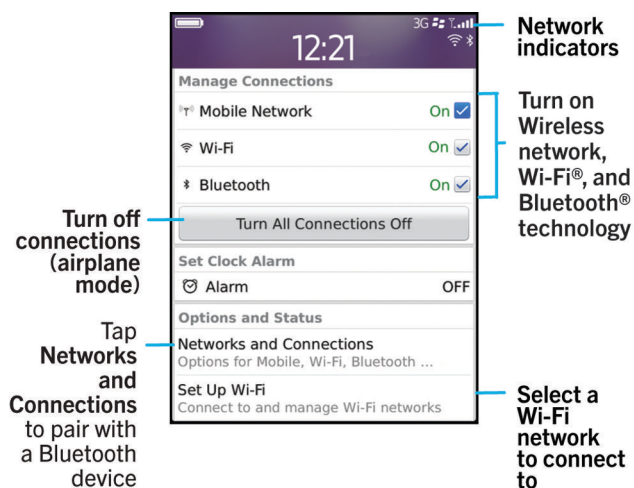 3G
12:21
Manage Connections
Mobile Network On
Wi-Fi On
Bluetooth On
Turn All Connections Off
Set Clock Alarm
Alarm OFF
Options and Status
Networks and Connections
Options for Mobile, Wi-Fi, Bluetooth ...
Set Up Wi-Fi
Connect to and manage Wi-Fi networks
Turn off
connections
(airplane
mode)
Tap
Networks
and
Connections
to pair with
a Bluetooth
device
Network
indicators
Turn on
Wireless
network,
Wi-Fi®, and
Bluetooth®
technology
Select a
Wi-Fi
network
to connect
to